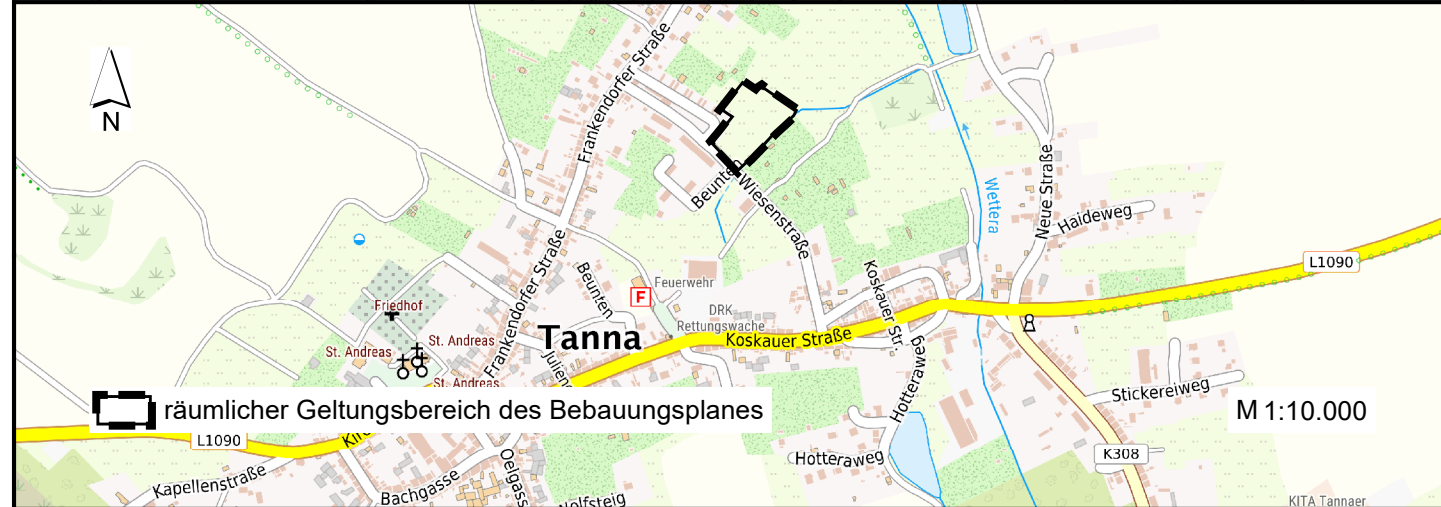 N
Frankendorfer Straße
Beunten
Wiesenstraße
Wettera
Neue Straße
Haideweg
L1090
Friedhof
St. Andreas
St. Andreas
St. Andreas
Frankendorfer Straße
Beunten
F
Feuerwehr
DRK
Rettungswache
Tanna
Koskauer Straße
Koskauer Str
Hotteraweg
Stickereiweg
räumlicher Geltungsbereich des Bebauungsplanes
M 1:10.000
L1090
Kapellenstraße
Bachgasse
Oelgass
Wolfsteig
Hotteraweg
K308
KITA Tannaer